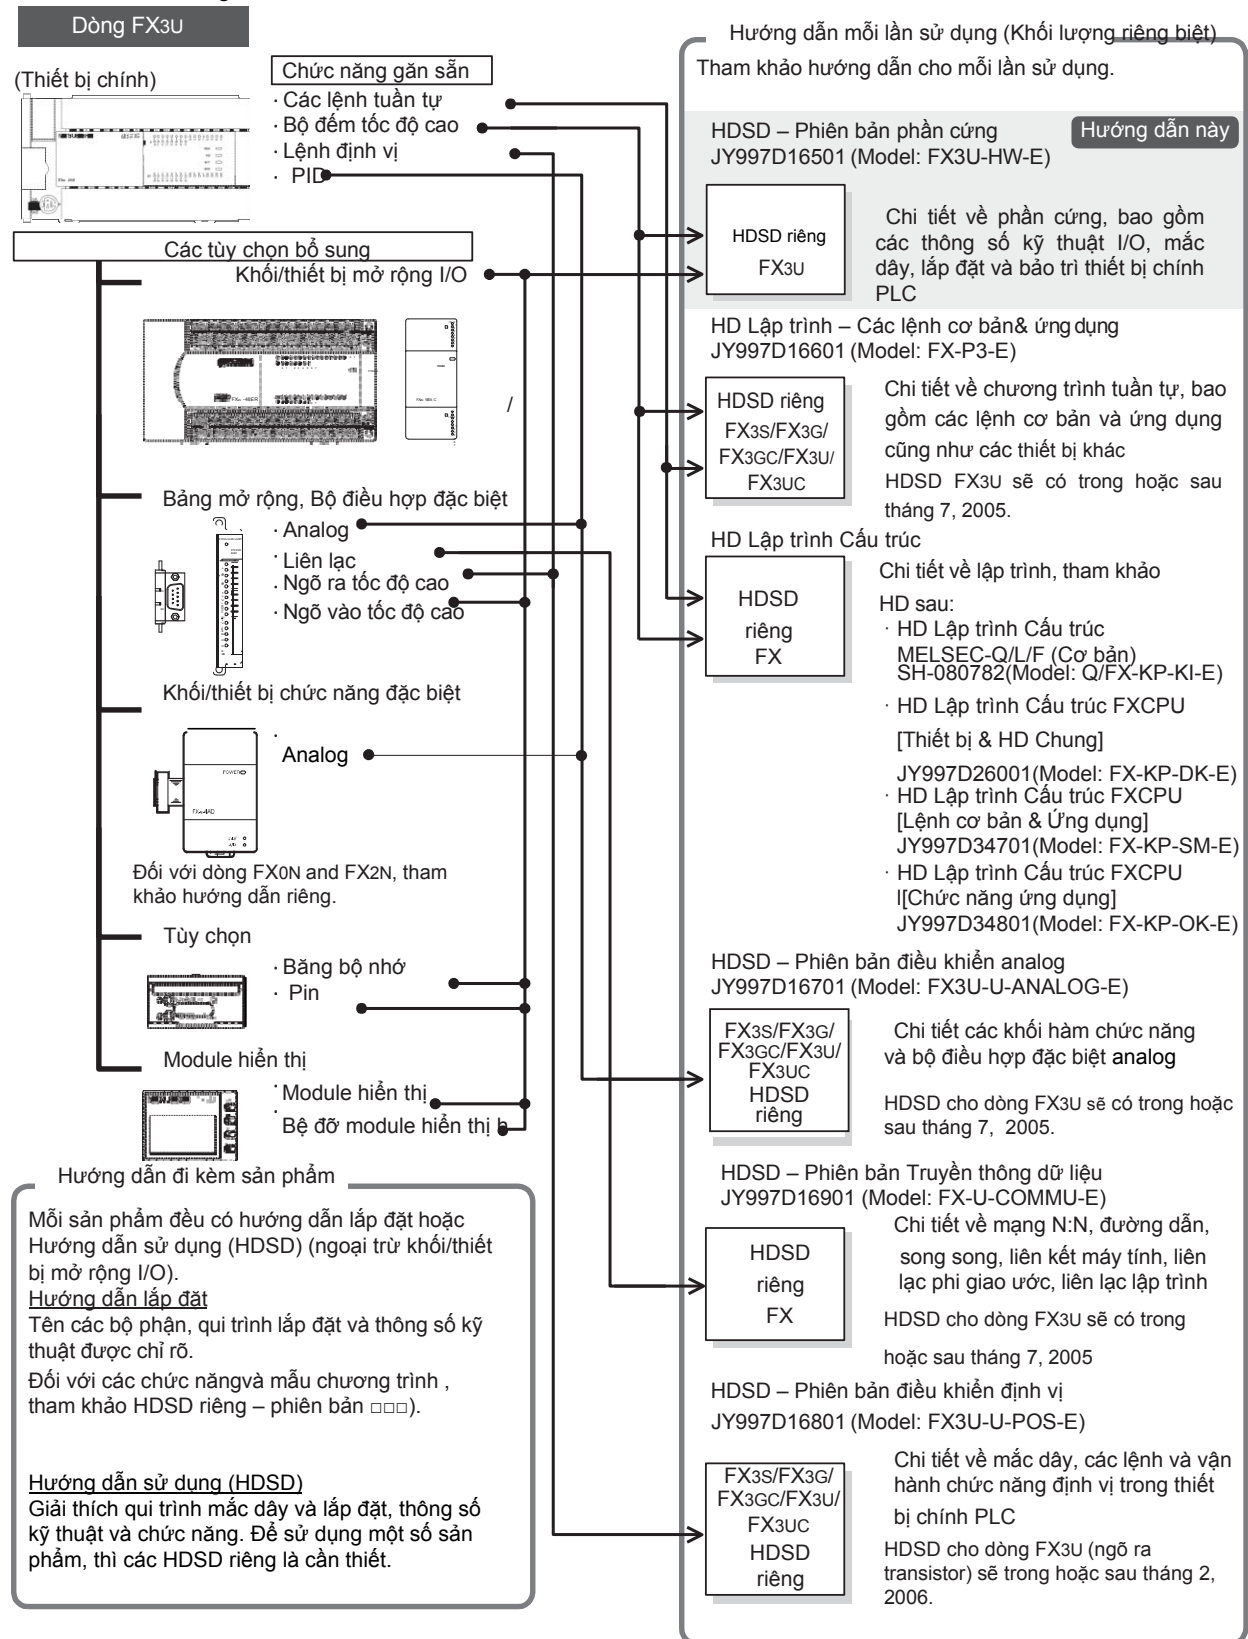 Dòng FX3U
(Thiết bị chính)
Chức năng găn sẵn
· Các lệnh tuần tự
· Bộ đếm tốc độ cao
· Lệnh định vị
· PID
Các tùy chọn bổ sung
Khối/thiết bị mở rộng I/O
/
Bảng mở rộng, Bộ điều hợp đặc biệt
· Analog
· Liên lạc
· Ngõ ra tốc độ cao
· Ngõ vào tốc độ cao
Khối/thiết bị chức năng đặc biệt
· Analog
POWER
Đối với dòng FX0N and FX2N, tham
khảo hướng dẫn riêng.
Tùy chọn
· Băng bộ nhớ
· Pin
Module hiển thị
· Module hiển thị
· Bệ đỡ module hiển thị h
Hướng dẫn đi kèm sản phẩm
Mỗi sản phẩm đều có hướng dẫn lắp đặt hoặc
Hướng dẫn sử dụng (HDSD) (ngoại trừ khối/thiết
bị mở rộng I/O).
Hướng dẫn lắp đặt
Tên các bộ phận, qui trình lắp đặt và thông số kỹ
thuật được chỉ rõ.
Đối với các chức năngvà mẫu chương trình ,
tham khảo HDSD riêng – phiên bản □□□).
Hướng dẫn sử dụng (HDSD)
Giải thích qui trình mắc dây và lắp đặt, thông số
kỹ thuật và chức năng. Để sử dụng một số sản
phẩm, thì các HDSD riêng là cần thiết.
Hướng dẫn mỗi lần sử dụng (Khối lượng riêng biệt)
Tham khảo hướng dẫn cho mỗi lần sử dụng.
HDSD – Phiên bản phần cứng
Hướng dẫn này
JY997D16501 (Model: FX3U-HW-E)
HDSD riêng
FX3U
Chi tiết về phần cứng, bao gồm
các thông số kỹ thuật I/O, mắc
dây, lắp đặt và bảo trì thiết bị chính
PLC
HD Lập trình – Các lệnh cơ bản& ứng dụng
JY997D16601 (Model: FX-P3-E)
HDSD riêng
FX3S/FX3G/
FX3GC/FX3U/
FX3UC
Chi tiết về chương trình tuần tự, bao
gồm các lệnh cơ bản và ứng dụng
cũng như các thiết bị khác
HDSD FX3U sẽ có trong hoặc sau
tháng 7, 2005.
HD Lập trình Cấu trúc
HDSD
riêng
FX
Chi tiết về lập trình, tham khảo
HD sau:
· HD Lập trình Cấu trúc
MELSEC-Q/L/F (Cơ bản)
SH-080782(Model: Q/FX-KP-KI-E)
· HD Lập trình Cấu trúc FXCPU
[Thiết bị & HD Chung]
JY997D26001(Model: FX-KP-DK-E)
· HD Lập trình Cấu trúc FXCPU
[Lệnh cơ bản & Ứng dụng]
JY997D34701(Model: FX-KP-SM-E)
· HD Lập trình Cấu trúc FXCPU
l[Chức năng ứng dụng]
JY997D34801(Model: FX-KP-OK-E)
HDSD – Phiên bản điều khiển analog
JY997D16701 (Model: FX3U-U-ANALOG-E)
FX3S/FX3G/
FX3GC/FX3U/
FX3UC
HDSD
riêng
Chi tiết các khối hàm chức năng
và bộ điều hợp đặc biệt analog
HDSD cho dòng FX3U sẽ có trong hoặc
sau tháng 7, 2005.
HDSD – Phiên bản Truyền thông dữ liệu
JY997D16901 (Model: FX-U-COMMU-E)
HDSD
riêng
FX
Chi tiết về mạng N:N, đường dẫn,
song song, liên kết máy tính, liên
lạc phi giao ước, liên lạc lập trình
HDSD cho dòng FX3U sẽ có trong
hoặc sau tháng 7, 2005
HDSD – Phiên bản điều khiển định vị
JY997D16801 (Model: FX3U-U-POS-E)
FX3S/FX3G/
FX3GC/FX3U/
FX3UC
HDSD
riêng
Chi tiết về mắc dây, các lệnh và vận
hành chức năng định vị trong thiết
bị chính PLC
HDSD cho dòng FX3U (ngõ ra
transistor) sẽ trong hoặc sau tháng 2,
2006.